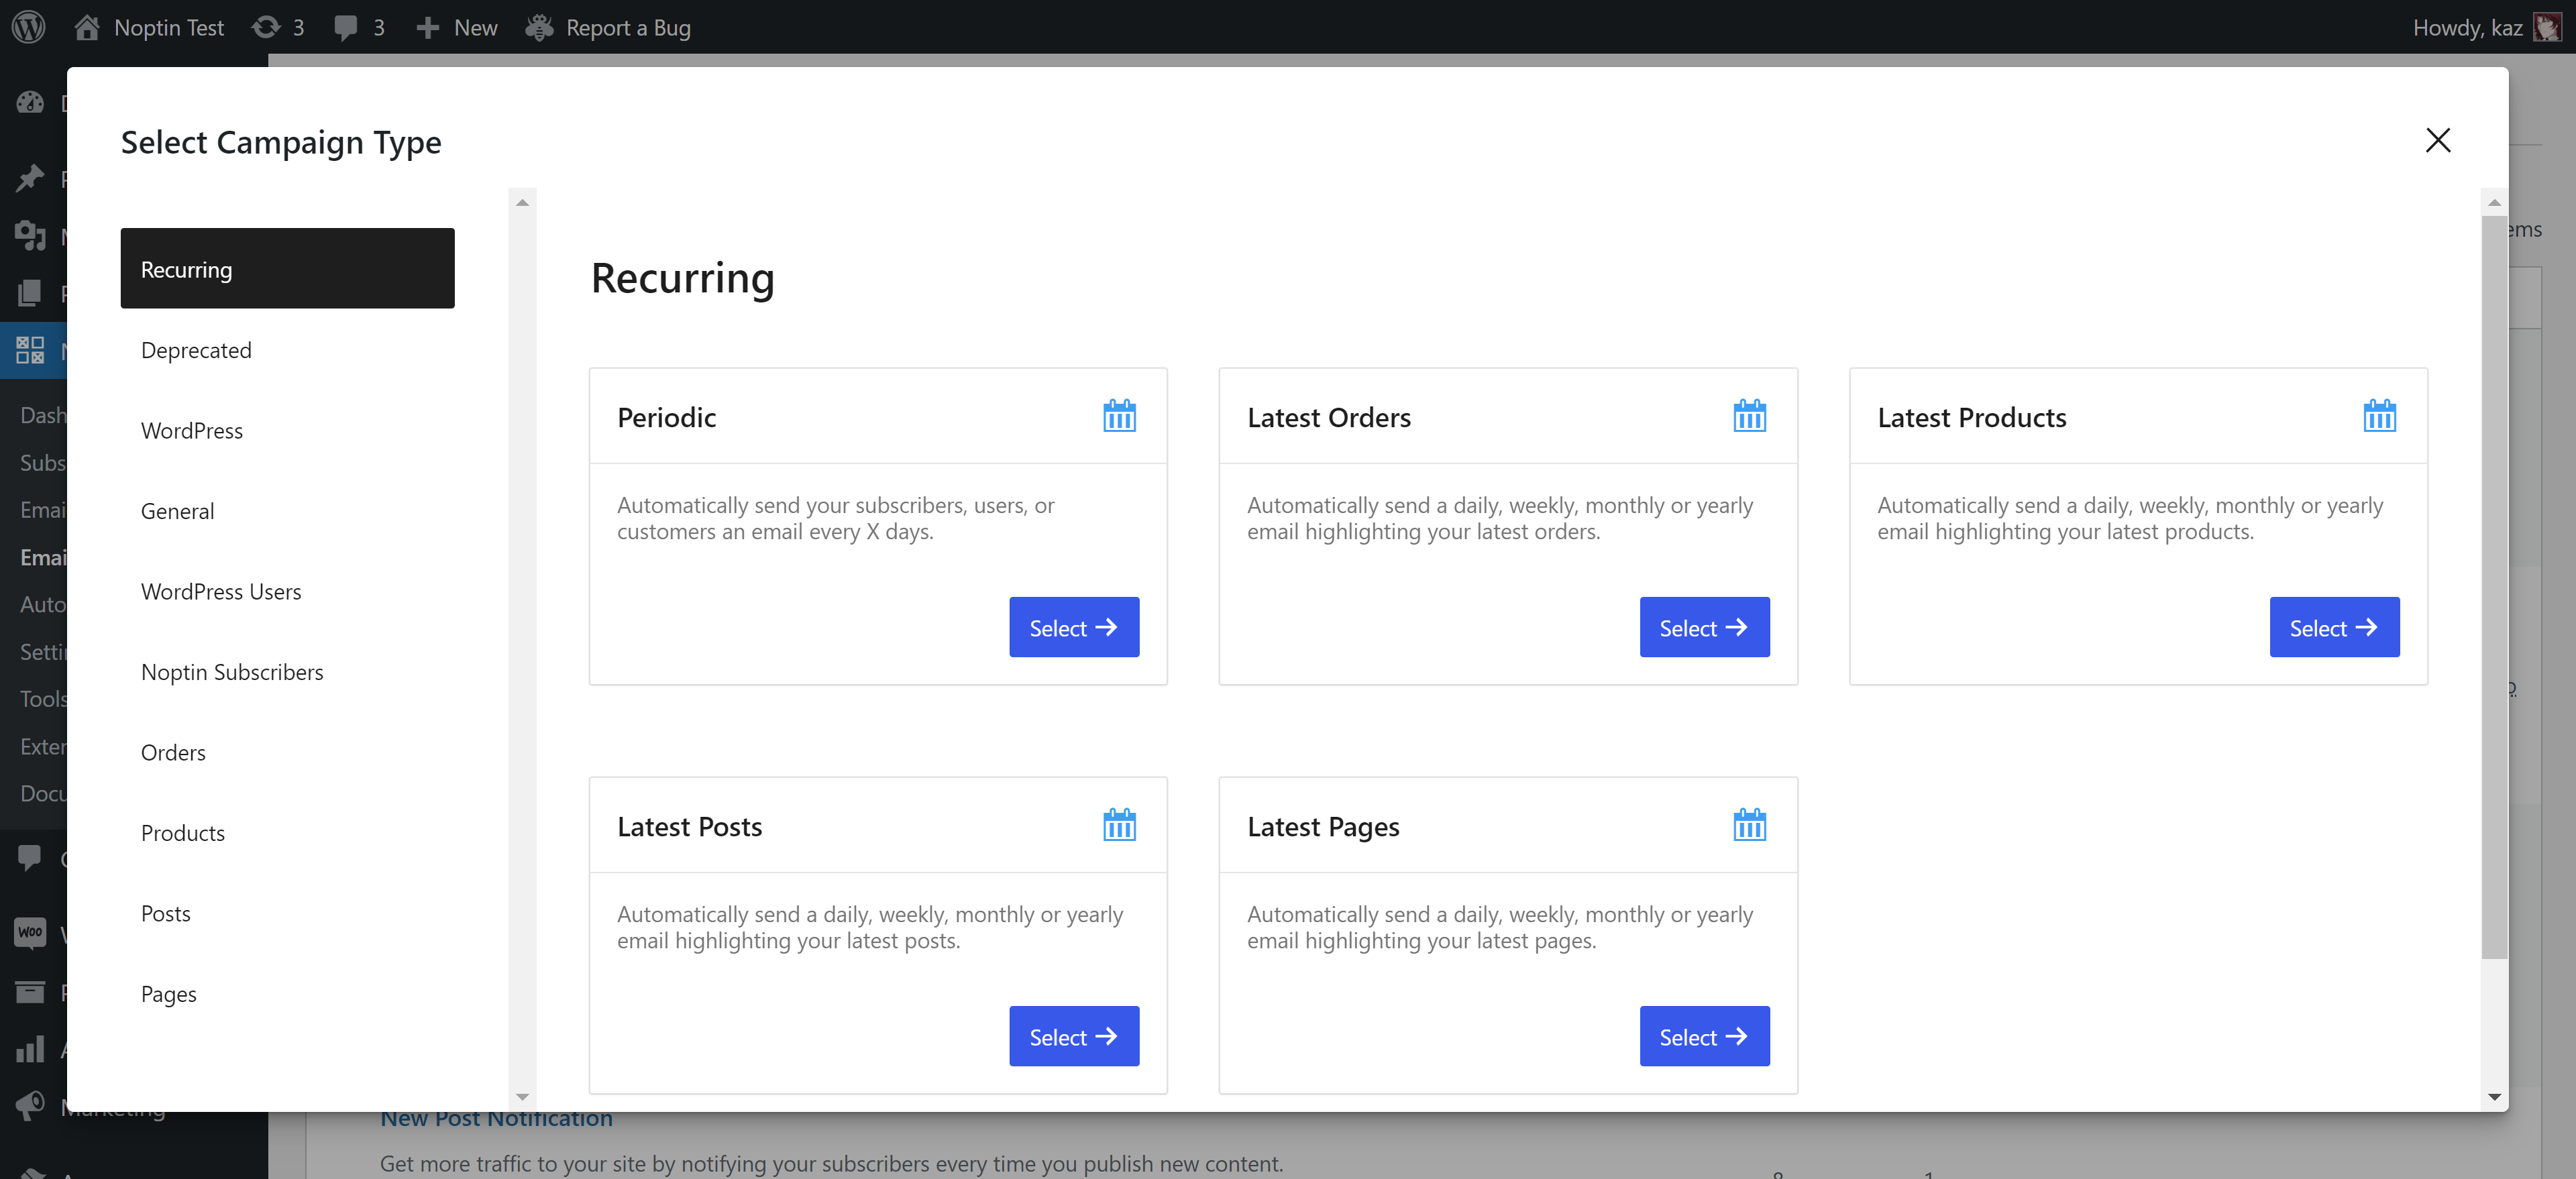 Noptin Test 3 3 New Report a Bug Howdy, kaz
Select Campaign Type
Recurring
Deprecated
WordPress
General
WordPress Users
Noptin Subscribers
Orders
Products
Posts
Pages
Recurring
Periodic
Automatically send your subscribers, users, or
customers an email every X days.
Select
Latest Orders
Automatically send a daily, weekly, monthly or yearly
email highlighting your latest orders.
Select
Latest Products
Automatically send a daily, weekly, monthly or yearly
email highlighting your latest products.
Select
Latest Posts
Automatically send a daily, weekly, monthly or yearly
email highlighting your latest posts.
Select
Latest Pages
Automatically send a daily, weekly, monthly or yearly
email highlighting your latest pages.
Select
Dash
Subs
Emai
Emai
Auto
Setti
Tools
Exter
Docu
Woo
Marketing
ems
New Post Notification
Get more traffic to your site by notifying your subscribers every time you publish new content.